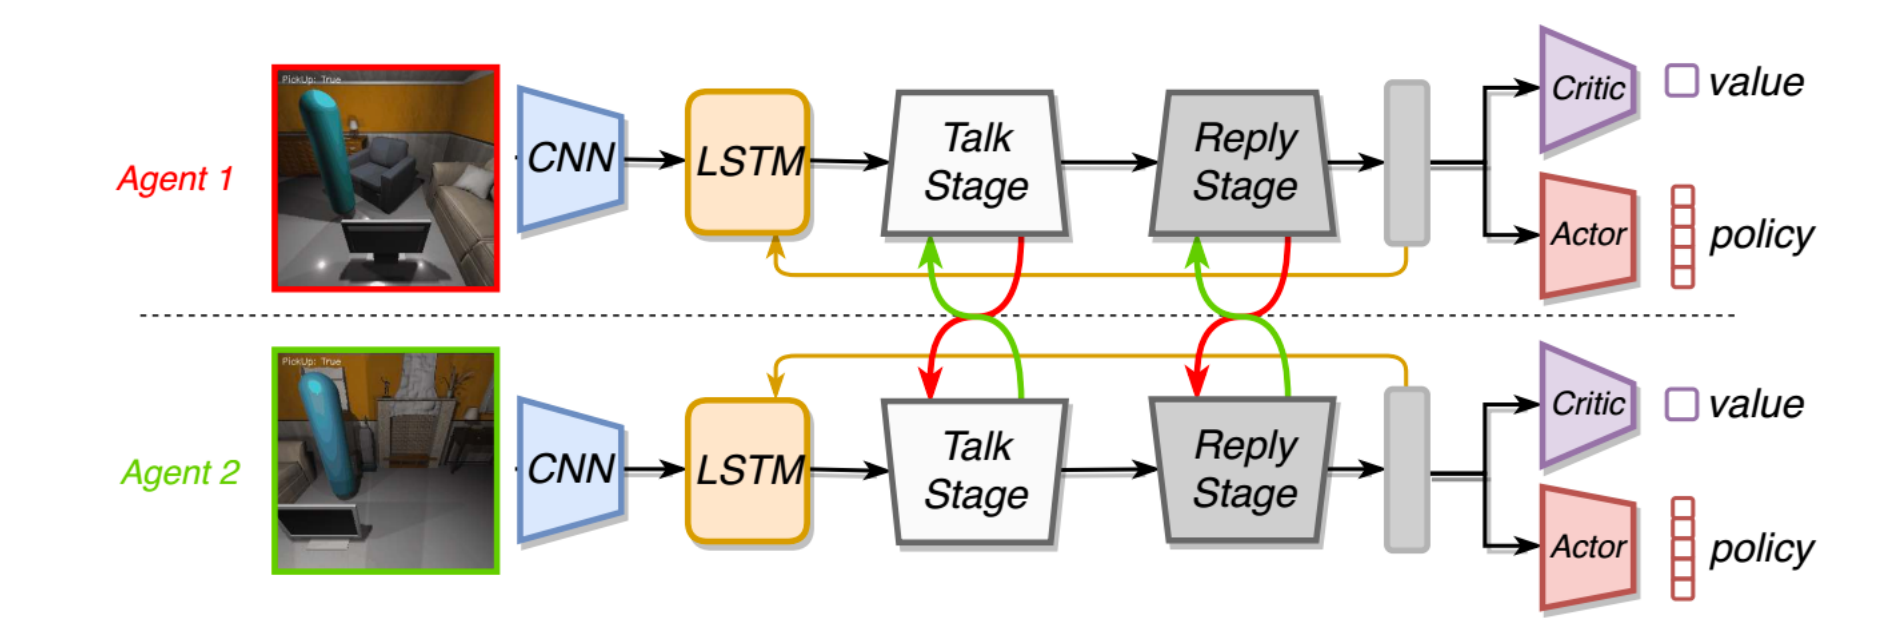 PickUp: True
Agent 1
CNN
LSTM
Talk
Stage
Reply
Stage
Critic
value
Actor
policy
PickUp: True
Agent 2
CNN
LSTM
Talk
Stage
Reply
Stage
Critic
value
Actor
policy